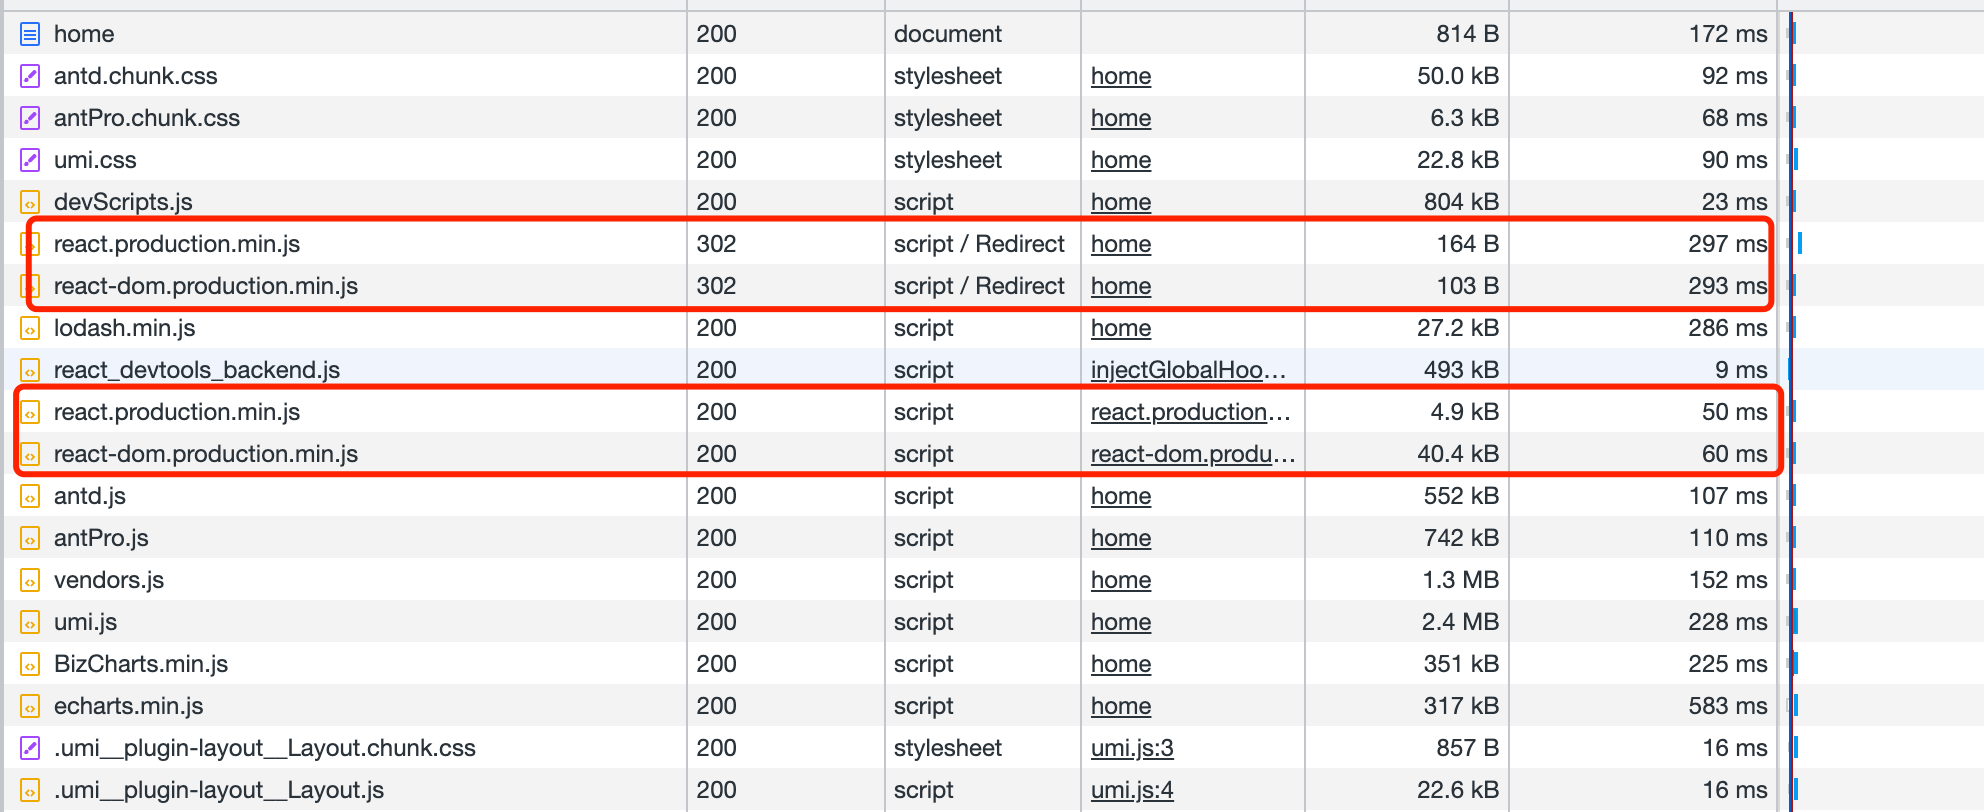 home 200 document 814 B 172 ms
antd.chunk.css 200 stylesheet home 50.0 kB 92 ms
antPro.chunk.css 200 stylesheet home 6.3 kB 68 ms
umi.css 200 stylesheet home 22.8 kB 90 ms
devScripts.js 200 script home 804 kB 23 ms
react.production.min.js 302 script / Redirect home 164 B 297 ms
react-dom.production.min.js 302 script / Redirect home 103 B 293 ms
lodash.min.js 200 script home 27.2 kB 286 ms
react_devtools_backend.js 200 script injectGlobalHoo... 493 kB 9 ms
react.production.min.js 200 script react.production... 4.9 kB 50 ms
react-dom.production.min.js 200 script react-dom.produ... 40.4 kB 60 ms
antd.js 200 script home 552 kB 107 ms
antPro.js 200 script home 742 kB 110 ms
vendors.js 200 script home 1.3 MB 152 ms
umi.js 200 script home 2.4 MB 228 ms
BizCharts.min.js 200 script home 351 kB 225 ms
echarts.min.js 200 script home 317 kB 583 ms
.umi__plugin-layout__Layout.chunk.css 200 stylesheet umi.js:3 857 B 16 ms
.umi__plugin-layout__Layout.js 200 script umi.js:4 22.6 kB 16 ms